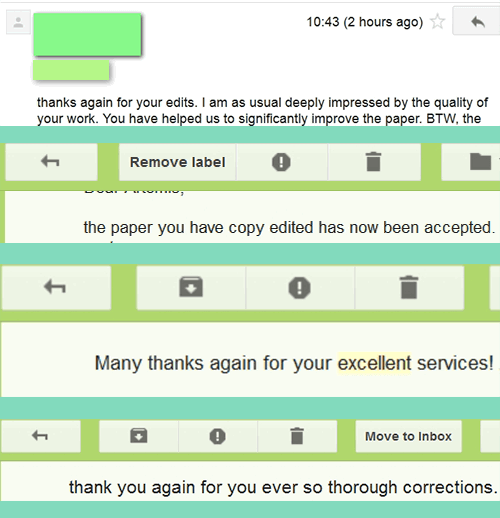 10:43 (2 hours ago)
thanks again for your edits. I am as usual deeply impressed by the quality of
your work. You have helped us to significantly improve the paper. BTW, the
Remove label
Dear Artemis,
the paper you have copy edited has now been accepted.
Many thanks again for your excellent services!
Move to Inbox
thank you again for you ever so thorough corrections.